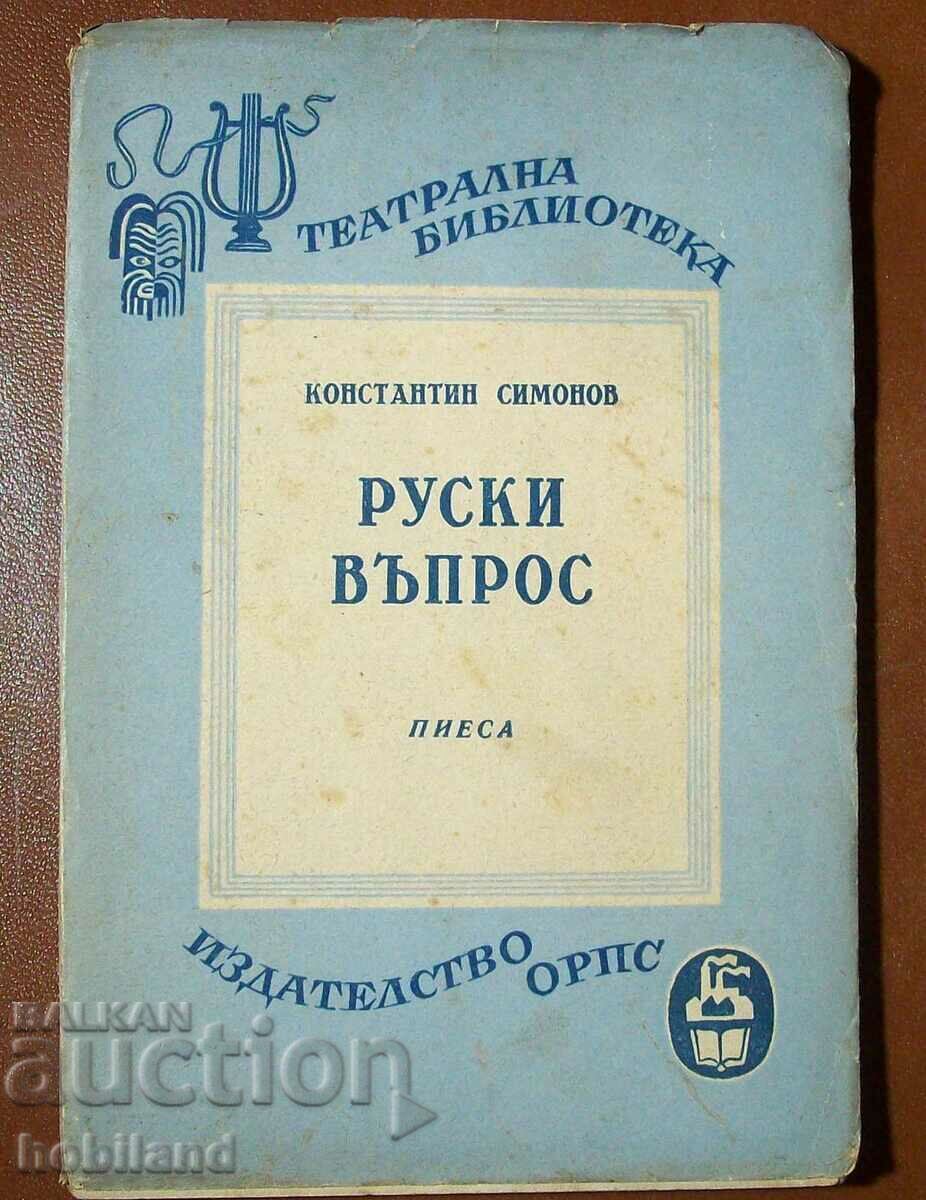 ТЕАТРАЛНА
БИБЛИОТЕКА
КОНСТАНТИН СИМОНОВ
РУСКИ
ВЪПРОС
ПИЕСА
ИЗДАТЕЛСТВО
ОРПС
BALKAN
auction
hobiland